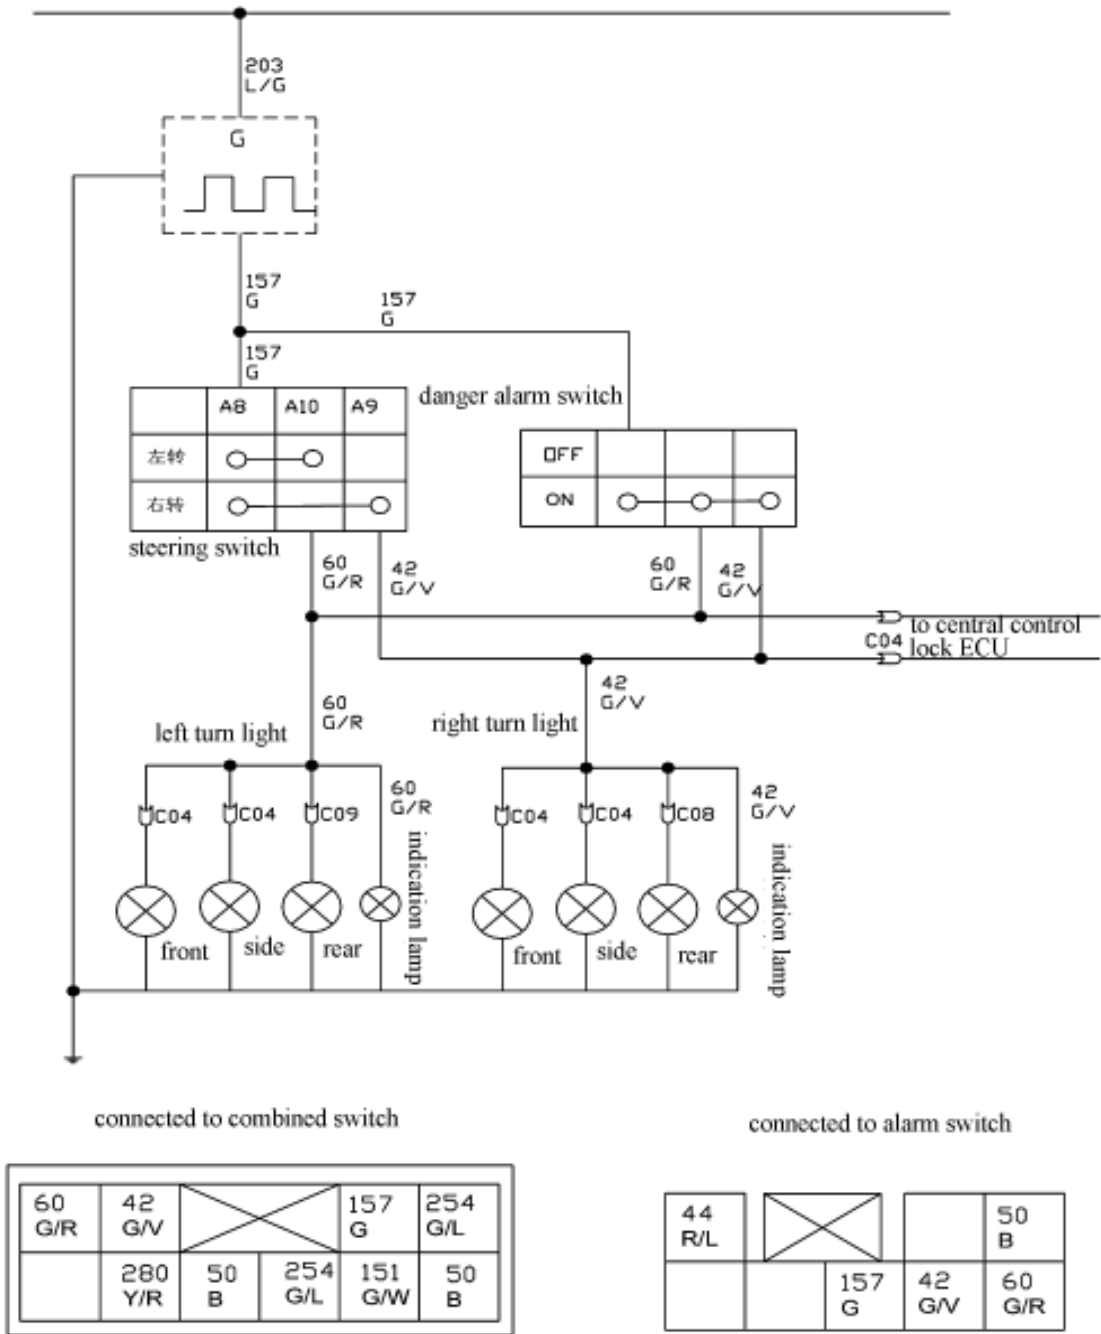 203
L/G
G
157
G
157
G
157
G
A8 A10 A9
左转
右转
steering switch
danger alarm switch
OFF
ON
60
G/R
42
G/V
60
G/R
42
G/V
to central control
C04 lock ECU
60
G/R
42
G/V
left turn light
right turn light
C04 C04 C09
60
G/R
C04 C04 C08
42
G/V
front side rear
indication lamp
front side rear
indication lamp
connected to combined switch
60
G/R
42
G/V
157
G
254
G/L
280
Y/R
50
B
254
G/L
151
G/W
50
B
connected to alarm switch
44
R/L
50
B
157
G
42
G/V
60
G/R